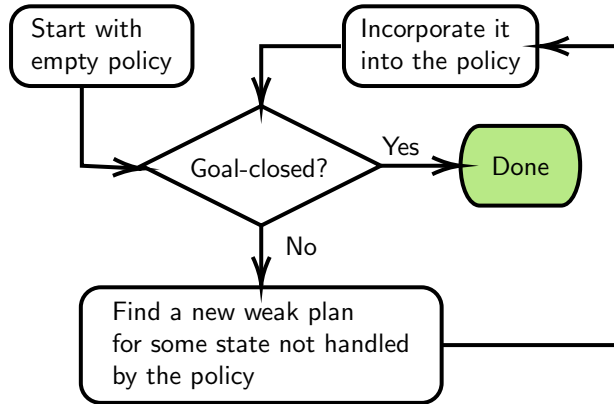 Start with
empty policy
Incorporate it
into the policy
Goal-closed?
Yes
Done
No
Find a new weak plan
for some state not handled
by the policy